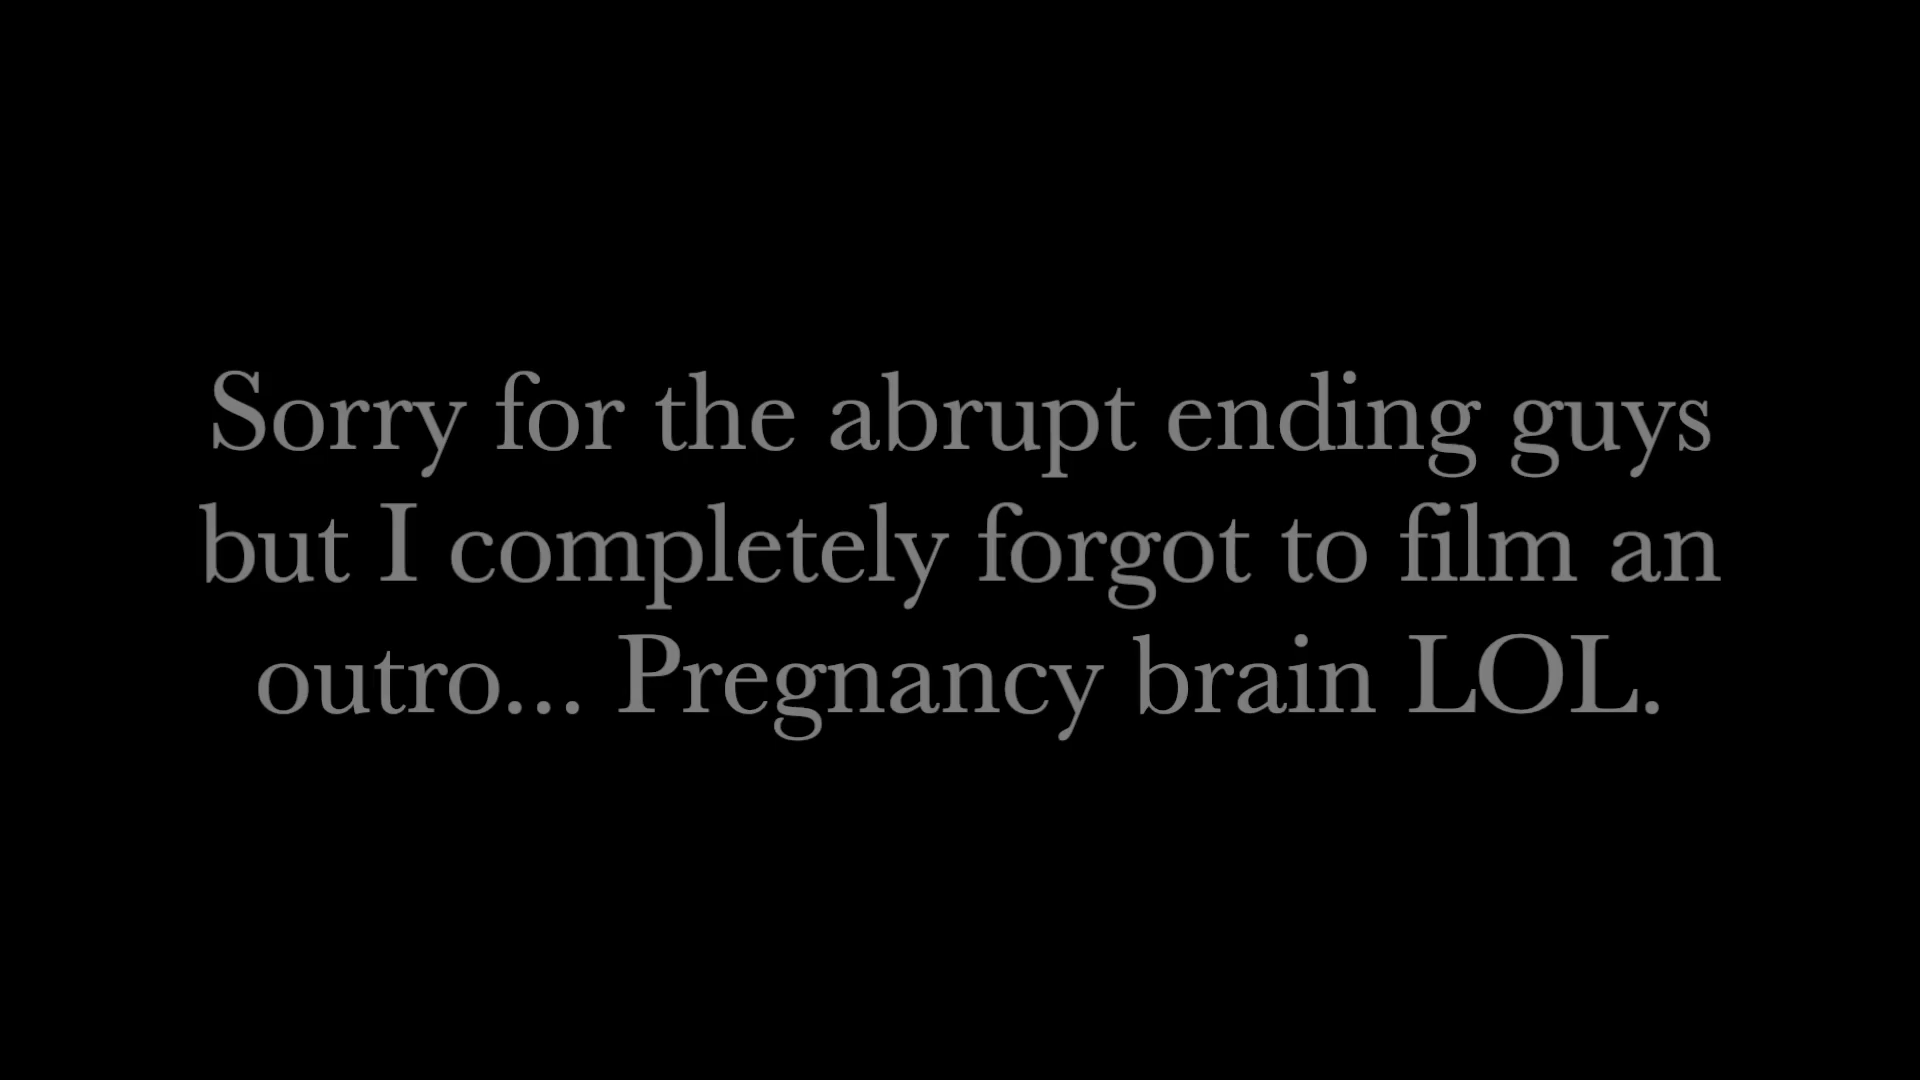 Sorry for the abrupt ending guys
but I completely forgot to film an
outro... Pregnancy brain LOL.